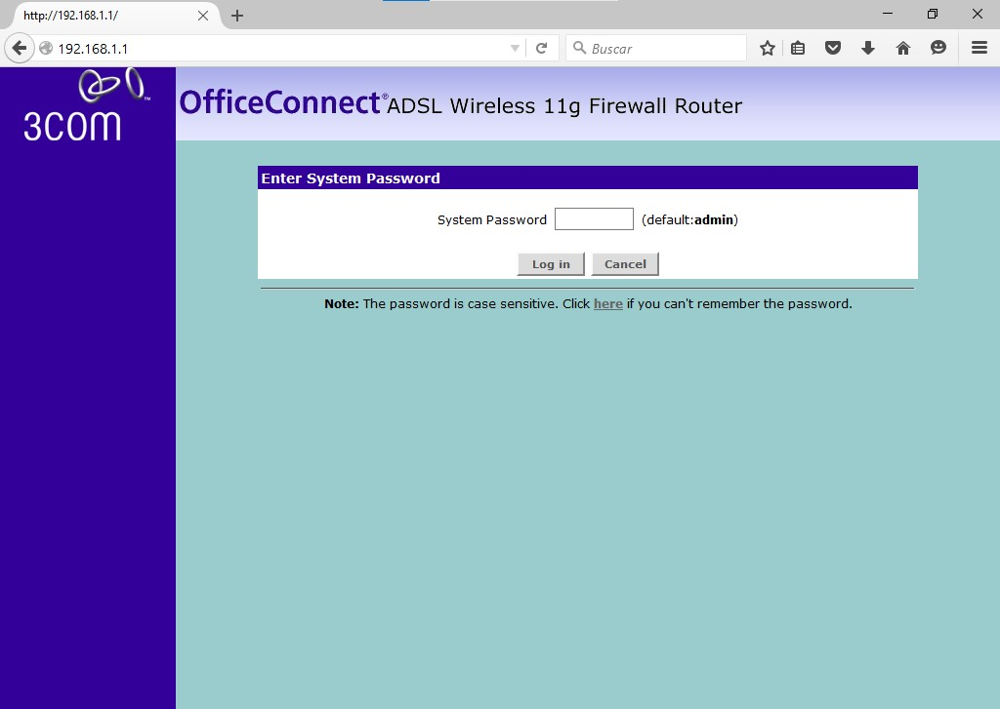 http://192.168.1.1/
192.168.1.1
Buscar
3COM™
OfficeConnect® ADSL Wireless 11g Firewall Router
Enter System Password
System Password (default:admin)
Log in Cancel
Note: The password is case sensitive. Click here if you can't remember the password.